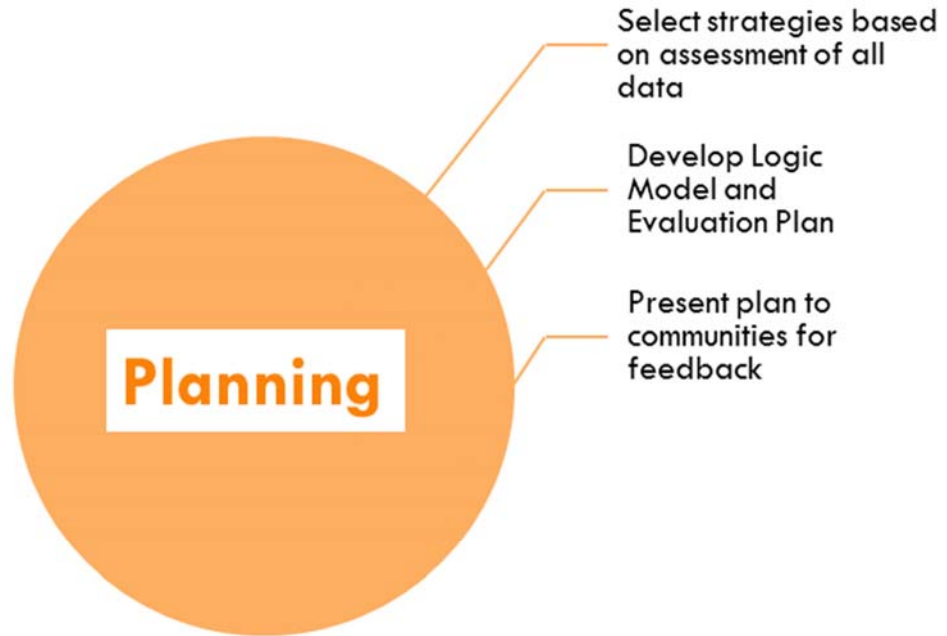 Select strategies based
on assessment of all
data
Develop Logic
Model and
Evaluation Plan
Present plan to
communities for
feedback
Planning